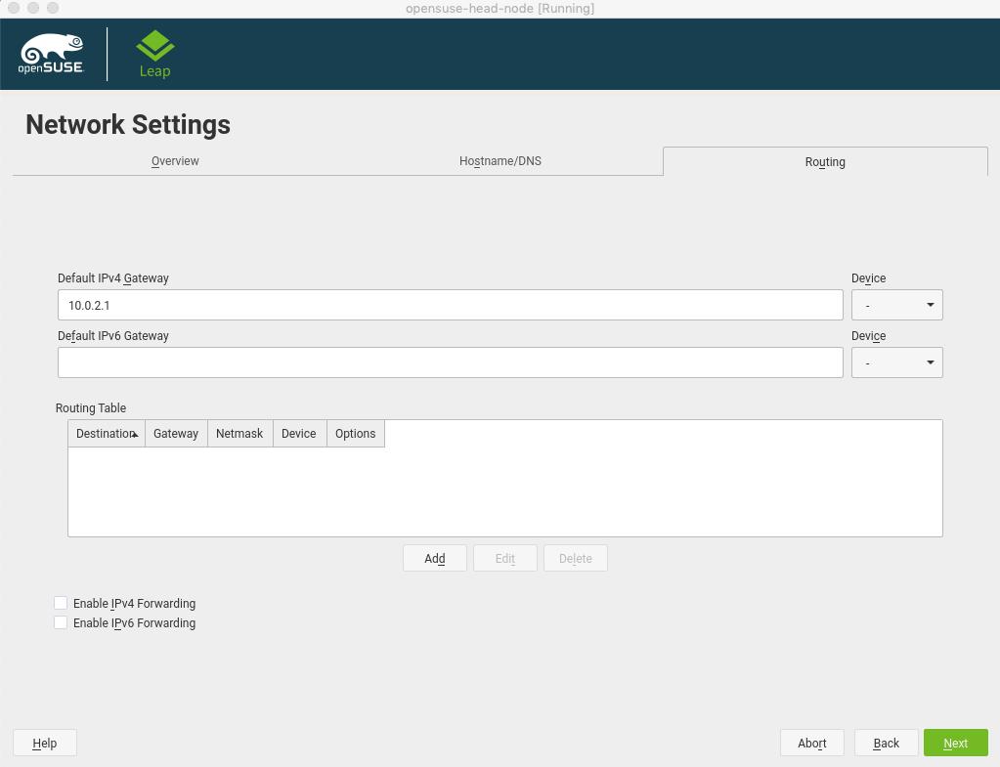 opensuse-head-node [Running]
openSUSE
Leap
Network Settings
Overview Hostname/DNS Routing
Default IPv4 Gateway Device
10.0.2.1 -
Default IPv6 Gateway Device
-
Routing Table
Destination Gateway Netmask Device Options
Add Edit Delete
Enable IPv4 Forwarding
Enable IPv6 Forwarding
Help Abort Back Next